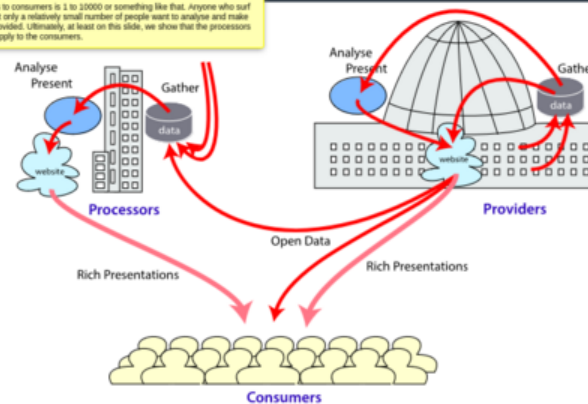 to consumers is 1 to 10000 or something like that. Anyone who surf
only a relatively small number of people want to analyse and make
ovided. Ultimately, at least on this slide, we show that the processors
pply to the consumers.
Analyse
Present
Gather
data
website
Processors
Analyse
Present
Gathe
data
website
Providers
Open Data
Rich Presentations
Rich Presentations
Consumers